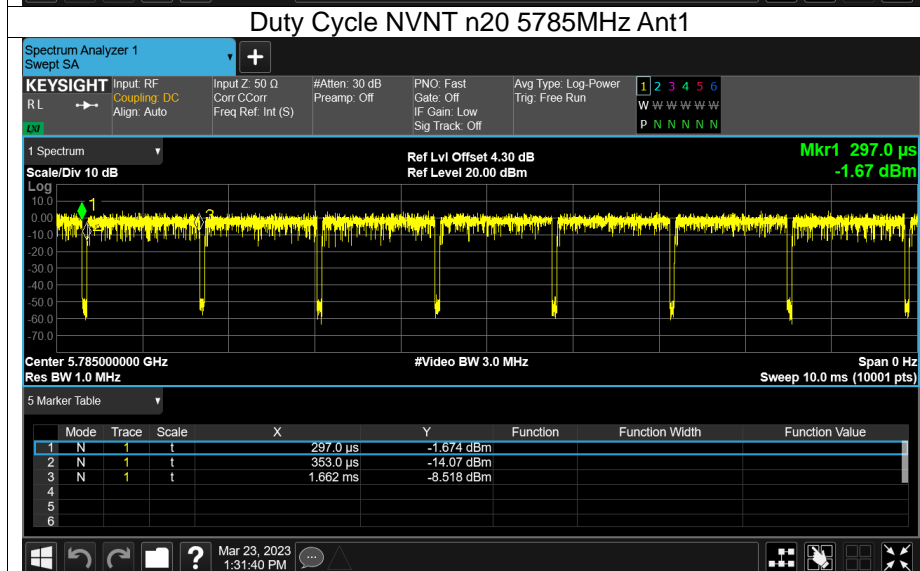 Duty Cycle NVNT n20 5785MHz Ant1
Spectrum Analyzer 1
Swept SA
+
KEYSIGHT Input: RF Input Z: 50 Ω #Atten: 30 dB PNO: Fast Avg Type: Log-Power 1 2 3 4 5 6
R L Coupling: DC Corr CCorr Preamp: Off Gate: Off Trig: Free Run W W W W W W
Align: Auto Freq Ref: Int (S) IF Gain: Low
LXI Sig Track: Off P N N N N N
1 Spectrum Ref Lvl Offset 4.30 dB Mkr1 297.0 µs
Scale/Div 10 dB Ref Level 20.00 dBm -1.67 dBm
Log
10.0
0.00
-10.0
-20.0
-30.0
-40.0
-50.0
-60.0
-70.0
1
2
3
Center 5.785000000 GHz #Video BW 3.0 MHz Span 0 Hz
Res BW 1.0 MHz Sweep 10.0 ms (10001 pts)
5 Marker Table
Mode Trace Scale X Y Function Function Width Function Value
1 N 1 t 297.0 µs -1.674 dBm
2 N 1 t 353.0 µs -14.07 dBm
3 N 1 t 1.662 ms -8.518 dBm
4
5
6
? Mar 23, 2023
1:31:40 PM